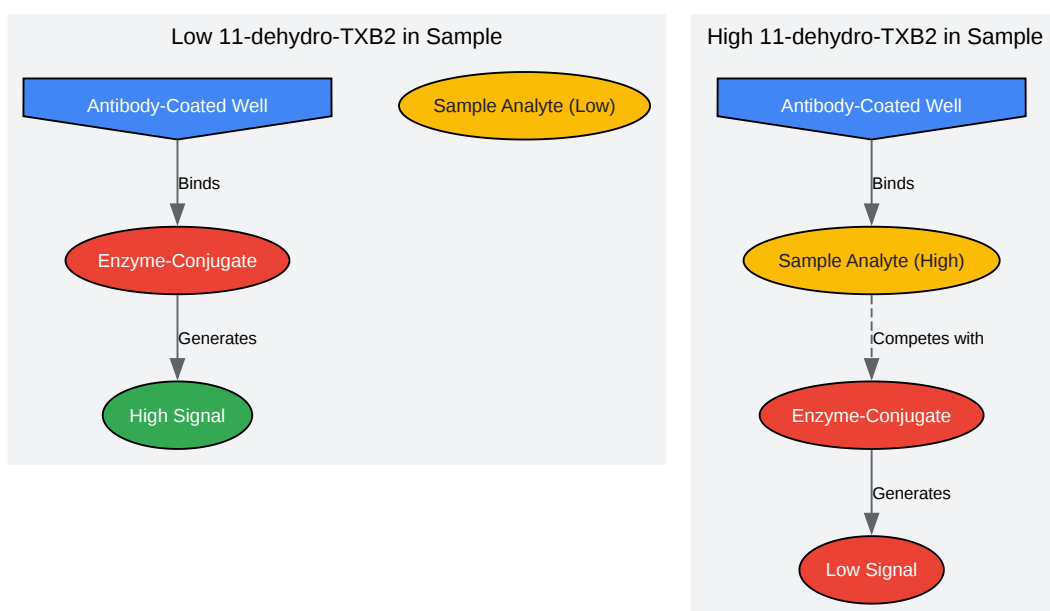 Low 11-dehydro-TXB2 in Sample
Antibody-Coated Well
Sample Analyte (Low)
Binds
Enzyme-Conjugate
Generates
High Signal
High 11-dehydro-TXB2 in Sample
Antibody-Coated Well
Binds
Sample Analyte (High)
Competes with
Enzyme-Conjugate
Generates
Low Signal